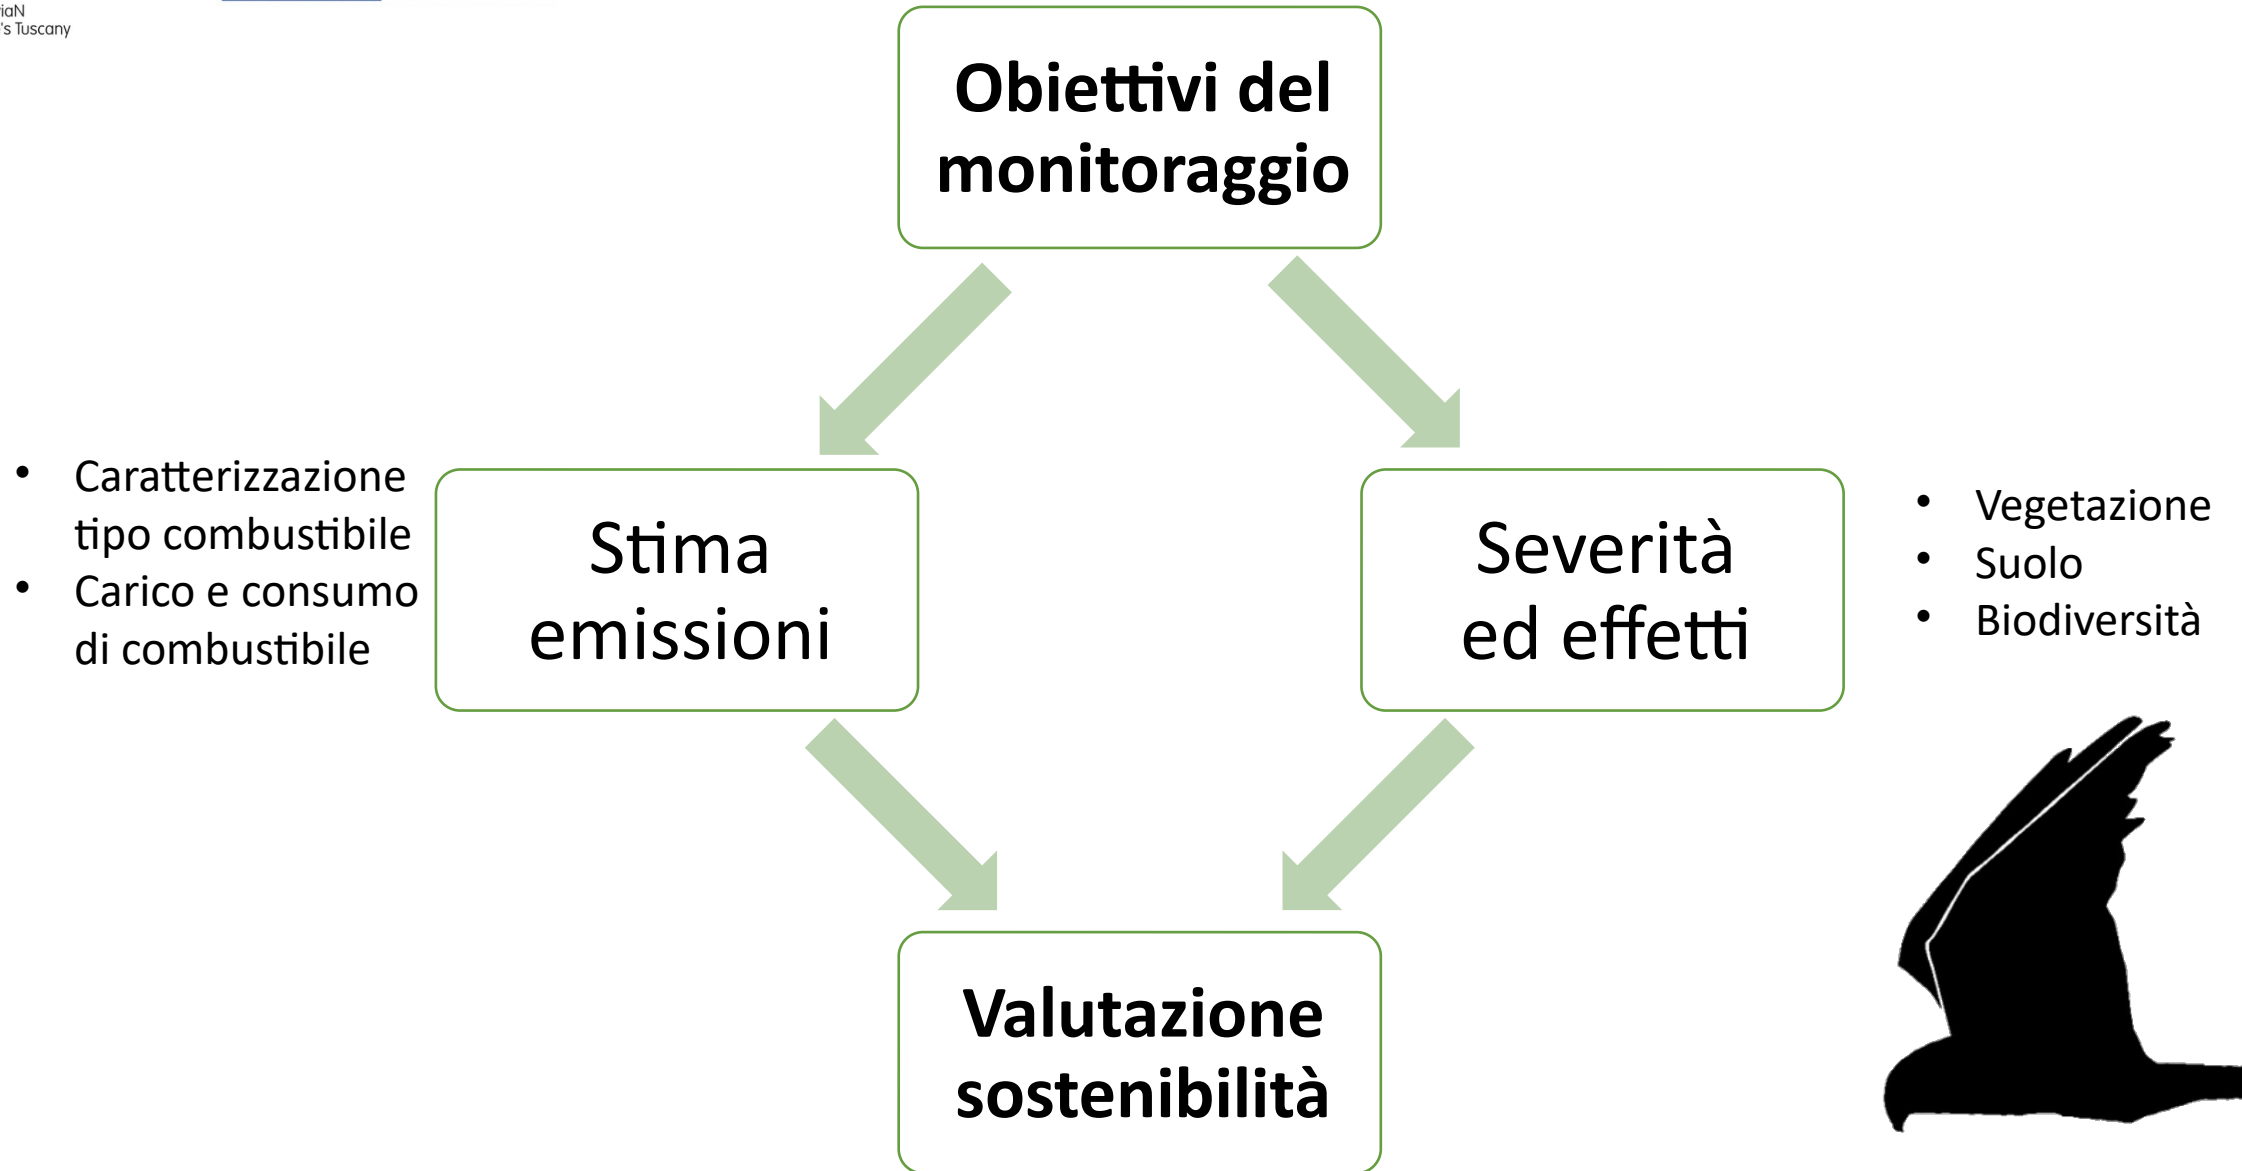 's Tuscany
Obiettivi del
monitoraggio
• Caratterizzazione
tipo combustibile
• Carico e consumo
di combustibile
Stima
emissioni
Severità
ed effetti
• Vegetazione
• Suolo
• Biodiversità
Valutazione
sostenibilità